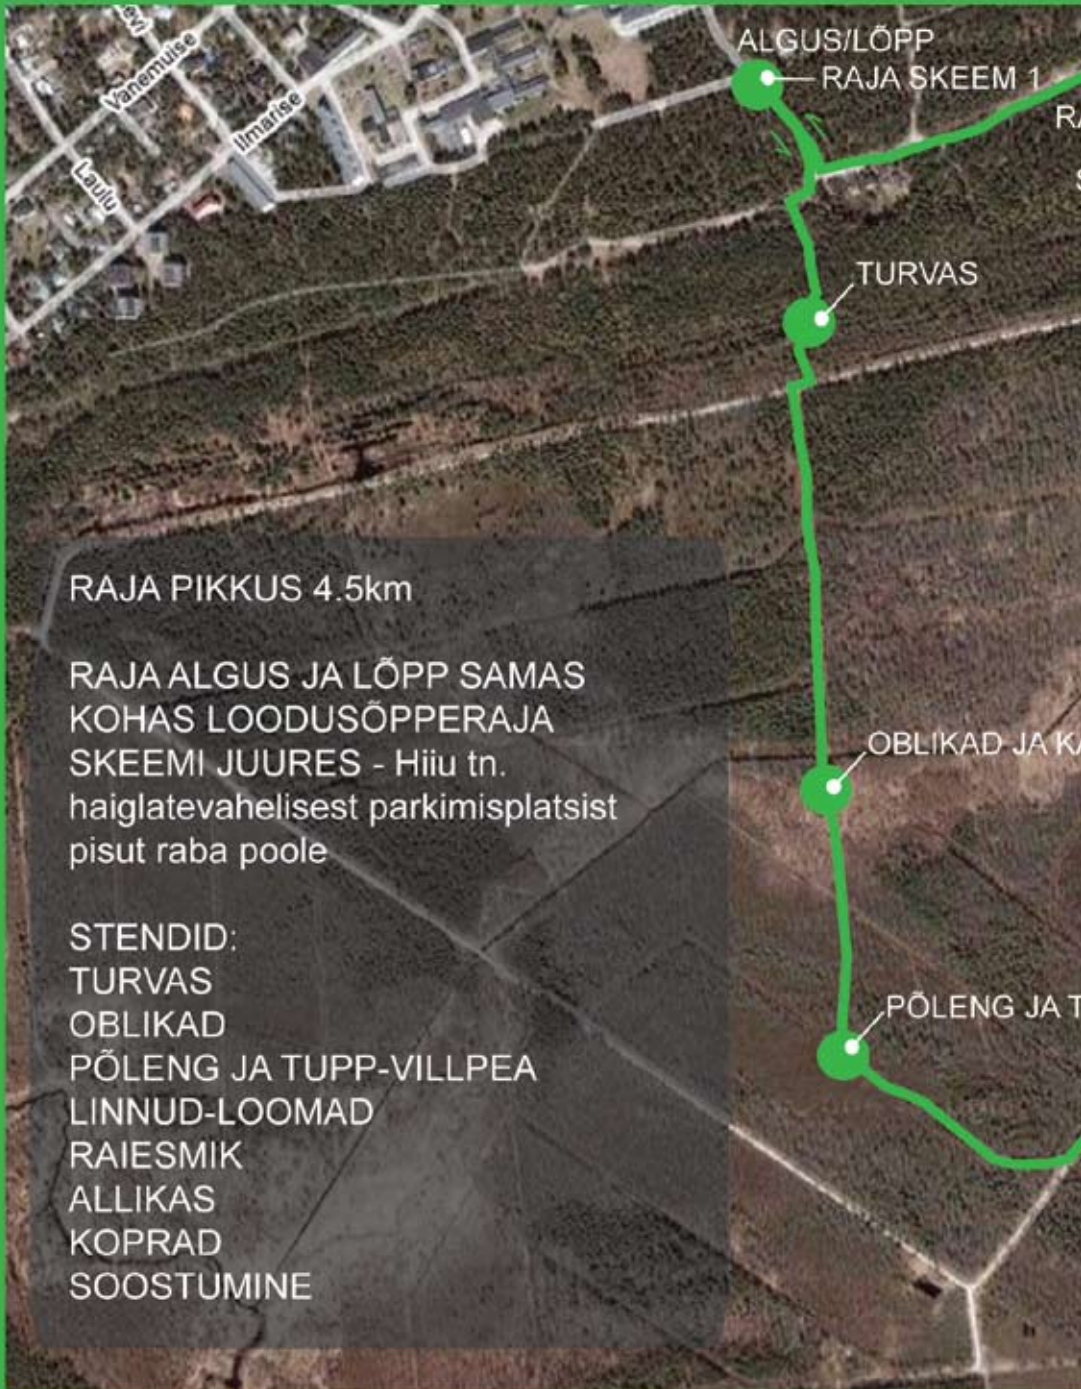 Vanemuise
Ilmarise
Laulu
ALGUS/LÕPP
RAJA SKEEM 1
TURVAS
OBLIKAD JA
PÕLENG JA
RAJA PIKKUS 4.5km
RAJA ALGUS JA LÕPP SAMAS
KOHAS LOODUSÕPPERAJA
SKEEMI JUURES - Hiiu tn.
haiglatevahelisest parkimisplatsist
pisut raba poole
STENDID:
TURVAS
OBLIKAD
PÕLENG JA TUPP-VILLPEA
LINNUD-LOOMAD
RAIESMIK
ALLIKAS
KOPRAD
SOOSTUMINE